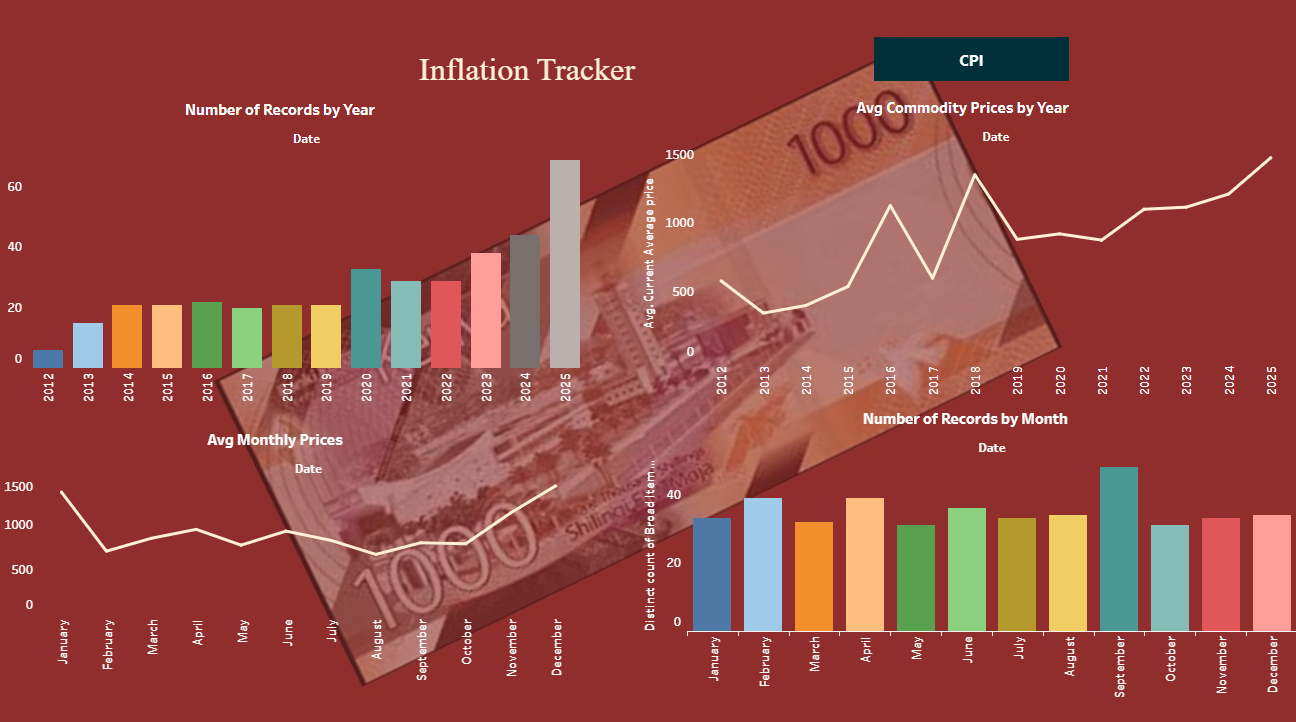 Inflation Tracker
CPI
Number of Records by Year
Date
60
40
20
0
2012 2013 2014 2015 2016 2017 2018 2019 2020 2021 2022 2023 2024 2025
Avg Commodity Prices by Year
Date
Avg. Current Average price
1500
1000
500
0
2012 2013 2014 2015 2016 2017 2018 2019 2020 2021 2022 2023 2024 2025
Avg Monthly Prices
Date
1500
1000
500
0
January February March April May June July August September October November December
Number of Records by Month
Date
Distinct count of Broad Item ...
40
20
0
January February March April May June July August September October November December
1000
1000